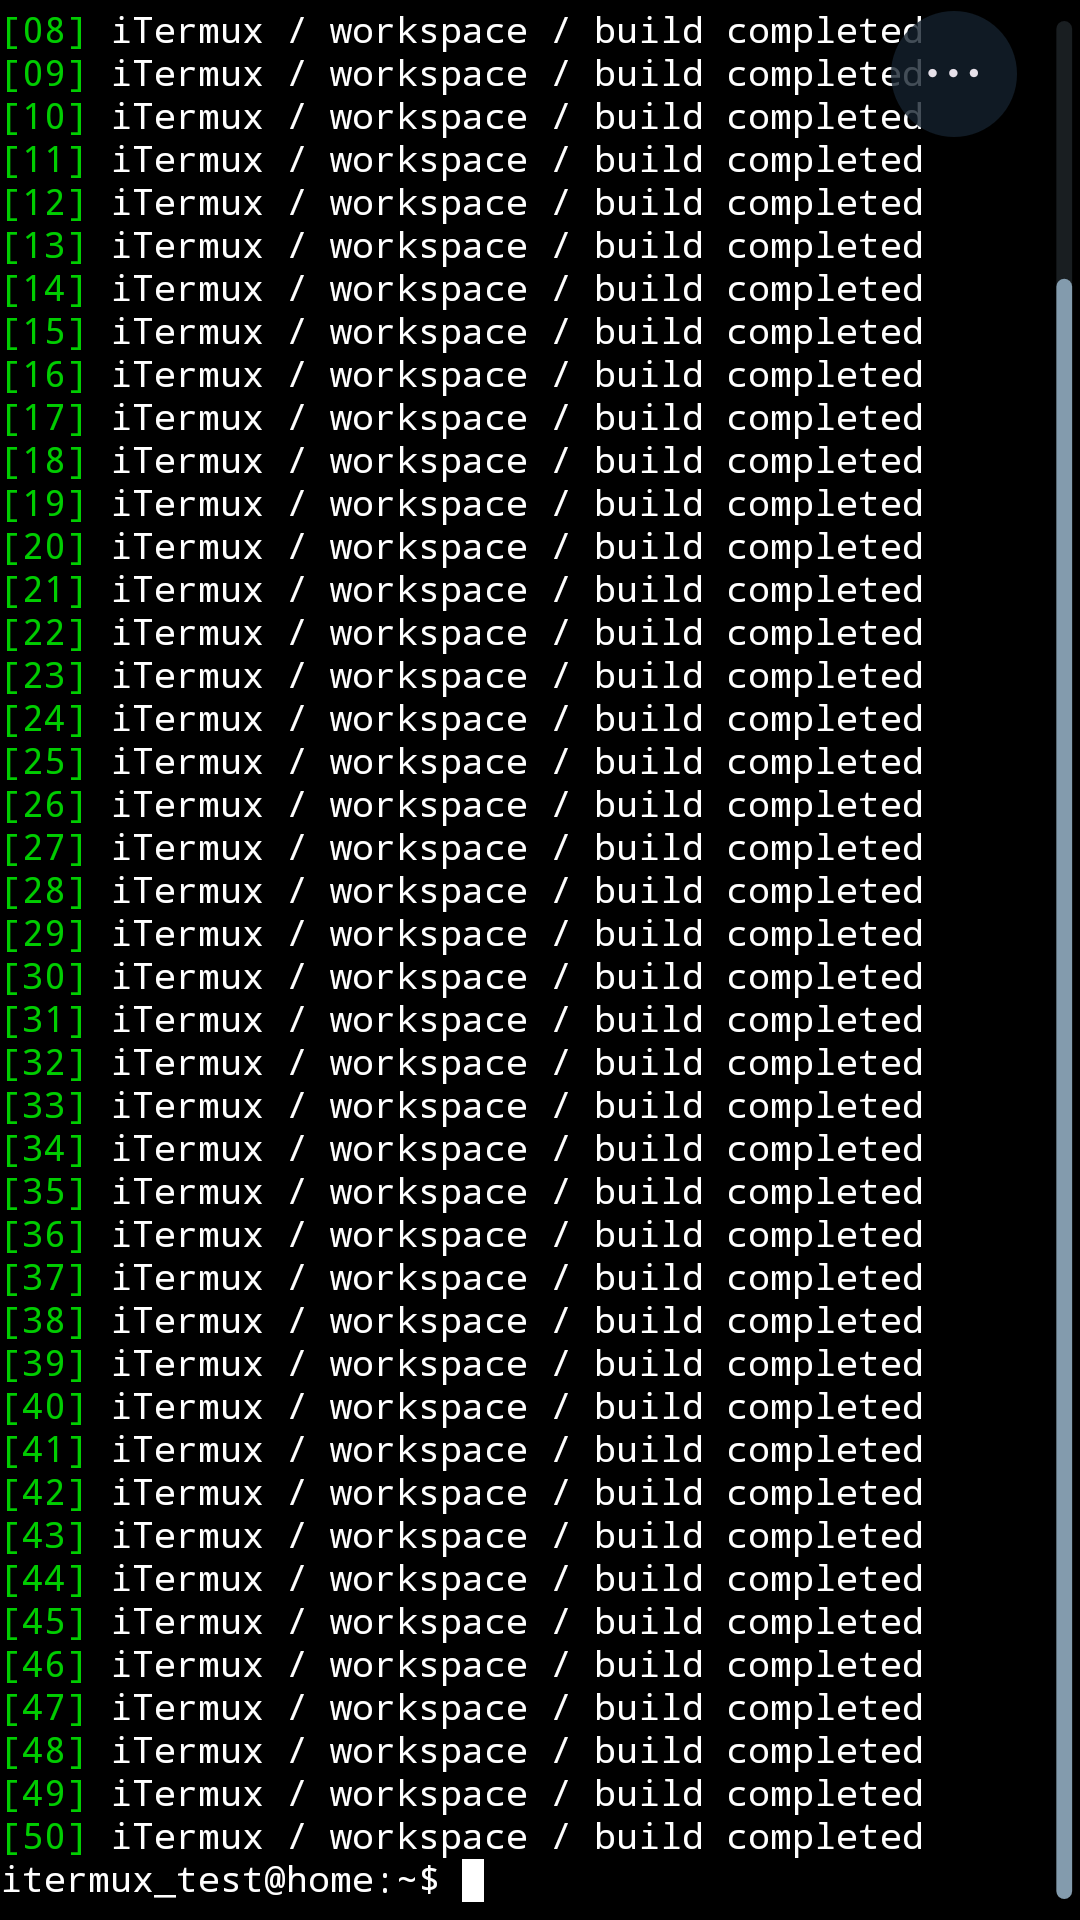 [08] iTermux / workspace / build completed
[09] iTermux / workspace / build completed
[10] iTermux / workspace / build completed
[11] iTermux / workspace / build completed
[12] iTermux / workspace / build completed
[13] iTermux / workspace / build completed
[14] iTermux / workspace / build completed
[15] iTermux / workspace / build completed
[16] iTermux / workspace / build completed
[17] iTermux / workspace / build completed
[18] iTermux / workspace / build completed
[19] iTermux / workspace / build completed
[20] iTermux / workspace / build completed
[21] iTermux / workspace / build completed
[22] iTermux / workspace / build completed
[23] iTermux / workspace / build completed
[24] iTermux / workspace / build completed
[25] iTermux / workspace / build completed
[26] iTermux / workspace / build completed
[27] iTermux / workspace / build completed
[28] iTermux / workspace / build completed
[29] iTermux / workspace / build completed
[30] iTermux / workspace / build completed
[31] iTermux / workspace / build completed
[32] iTermux / workspace / build completed
[33] iTermux / workspace / build completed
[34] iTermux / workspace / build completed
[35] iTermux / workspace / build completed
[36] iTermux / workspace / build completed
[37] iTermux / workspace / build completed
[38] iTermux / workspace / build completed
[39] iTermux / workspace / build completed
[40] iTermux / workspace / build completed
[41] iTermux / workspace / build completed
[42] iTermux / workspace / build completed
[43] iTermux / workspace / build completed
[44] iTermux / workspace / build completed
[45] iTermux / workspace / build completed
[46] iTermux / workspace / build completed
[47] iTermux / workspace / build completed
[48] iTermux / workspace / build completed
[49] iTermux / workspace / build completed
[50] iTermux / workspace / build completed
itermux_test@home:~$